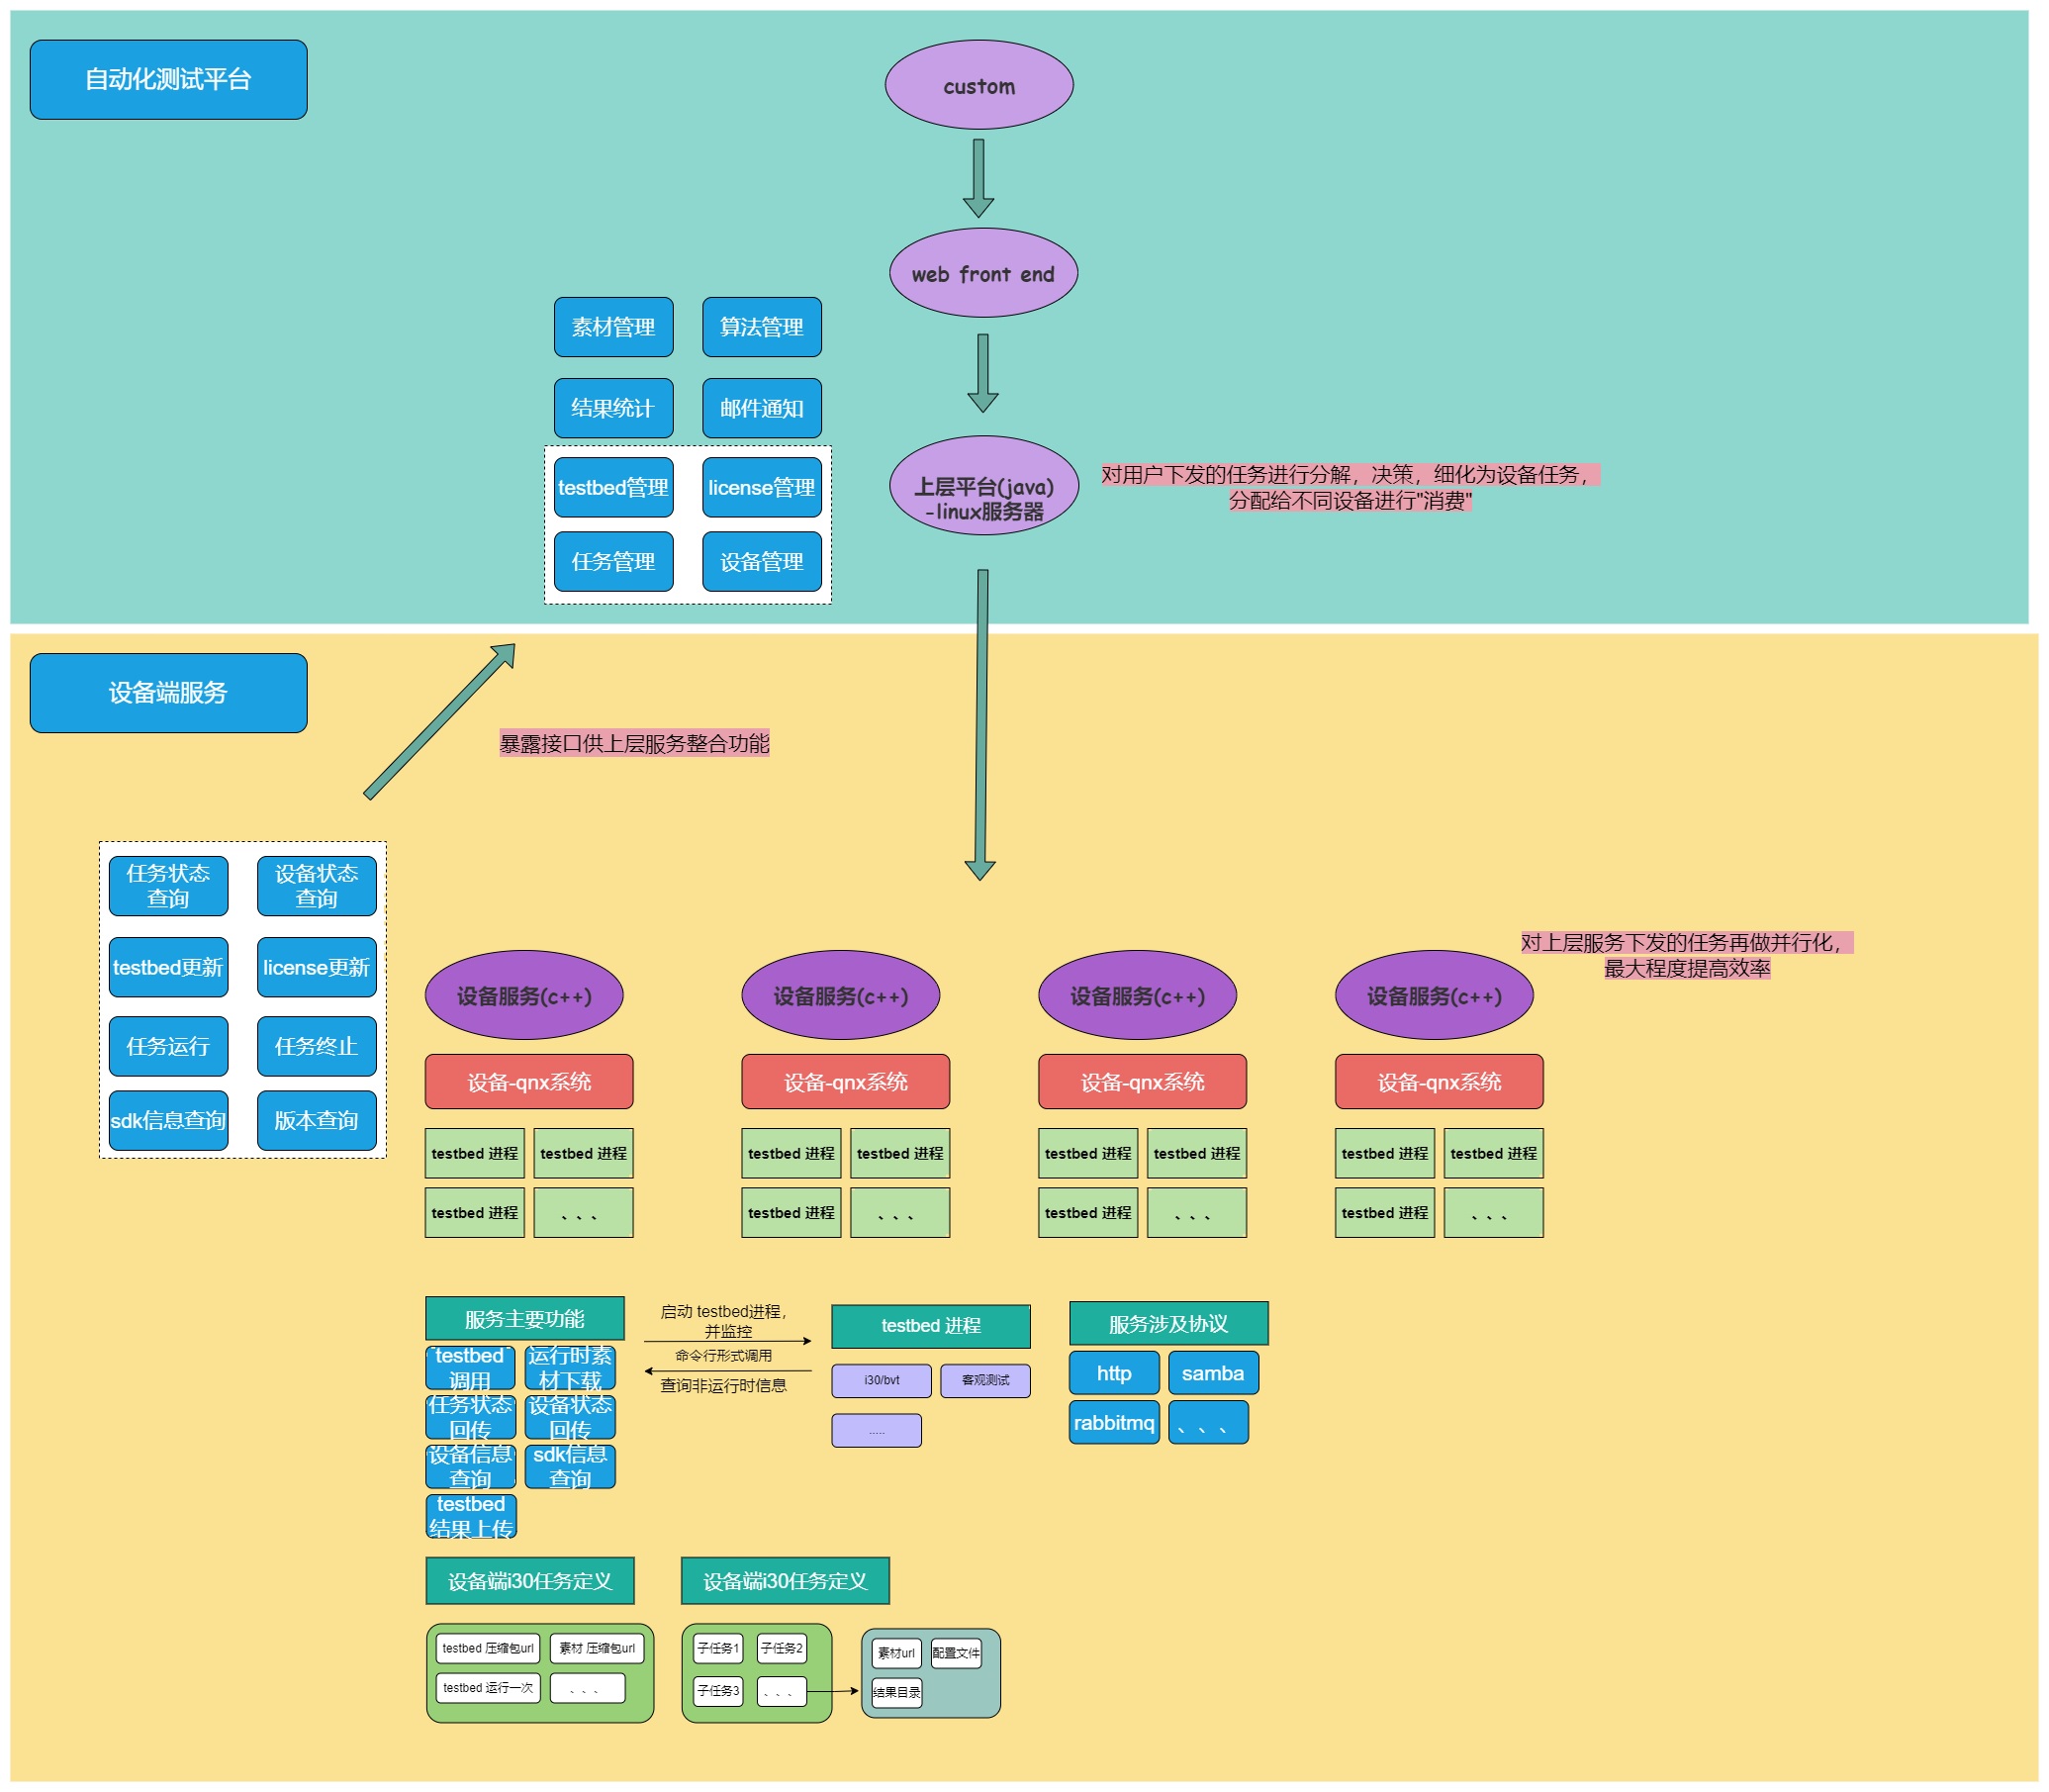 自动化测试平台
custom
web front end
素材管理
算法管理
结果统计
邮件通知
testbed管理
license管理
任务管理
设备管理
上层平台(java)
-linux服务器
对用户下发的任务进行分解，决策，细化为设备任务，
分配给不同设备进行"消费"
设备端服务
暴露接口供上层服务整合功能
任务状态
查询
设备状态
查询
testbed更新
license更新
任务运行
任务终止
sdk信息查询
版本查询
对上层服务下发的任务再做并行化，
最大程度提高效率
设备服务(c++)
设备服务(c++)
设备服务(c++)
设备服务(c++)
设备-qnx系统
设备-qnx系统
设备-qnx系统
设备-qnx系统
testbed 进程
testbed 进程
testbed 进程
testbed 进程
testbed 进程
testbed 进程
testbed 进程
testbed 进程
testbed 进程
、、、
testbed 进程
、、、
testbed 进程
、、、
testbed 进程
、、、
服务主要功能
testbed
调用
运行时素
材下载
任务状态
回传
设备状态
回传
设备信息
查询
sdk信息
查询
testbed
结果上传
启动 testbed进程，
并监控
命令行形式调用
查询非运行时信息
testbed 进程
i30/bvt
客观测试
.....
服务涉及协议
http
samba
rabbitmq
、、、
设备端i30任务定义
testbed 压缩包url
素材 压缩包url
testbed 运行一次
、、、
设备端i30任务定义
子任务1
子任务2
子任务3
、、、
素材url
配置文件
结果目录